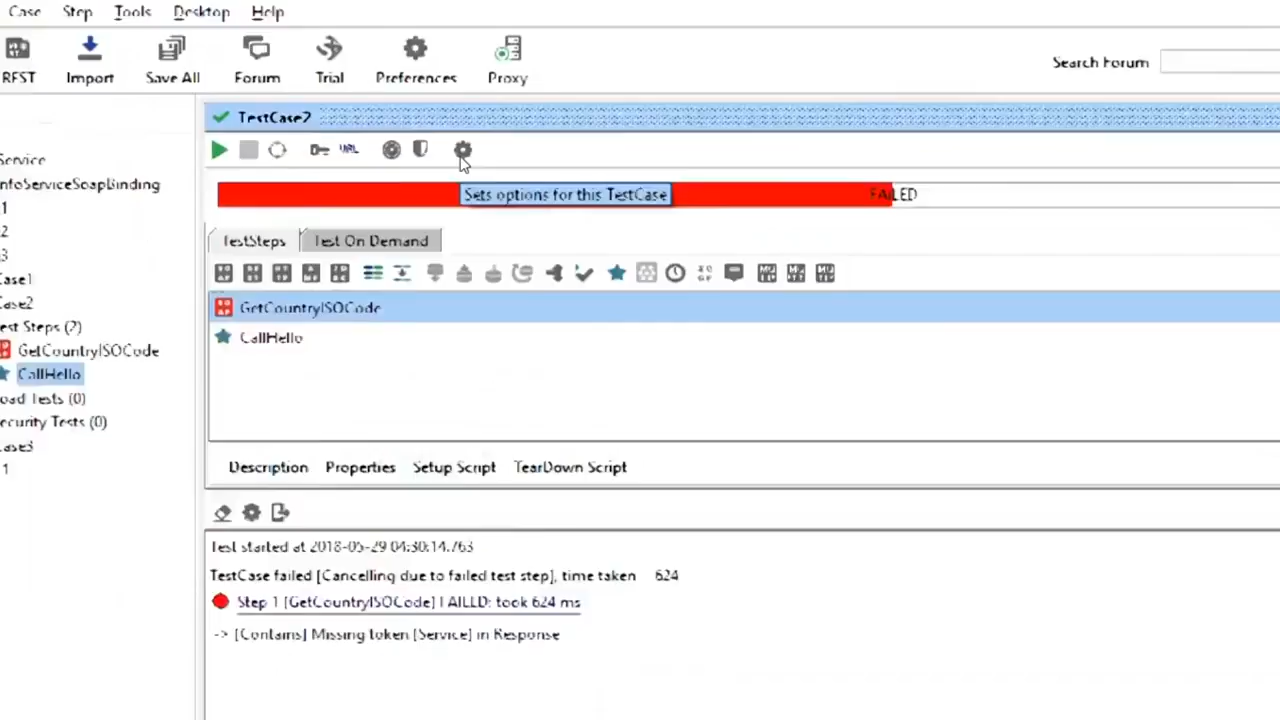 Case Step Tools Desktop Help
REST Import Save All Forum Trial Preferences Proxy Search Forum
TestCase2
URL
Sets options for this TestCase
FAILED
TestSteps Test On Demand
GetCountryISOCode
CallHello
Description Properties Setup Script TearDown Script
Test started at 2018-05-29 04:30:14.763
TestCase failed [Cancelling due to failed test step], time taken 624
Step 1 [GetCountryISOCode] FAILED: took 624 ms
-> [Contains] Missing token [Service] in Response
Service
nfoServiceSoapBinding
1
2
3
Case1
Case2
est Steps (2)
GetCountryISOCode
CallHello
oad Tests (0)
ecurity Tests (0)
Case3
1